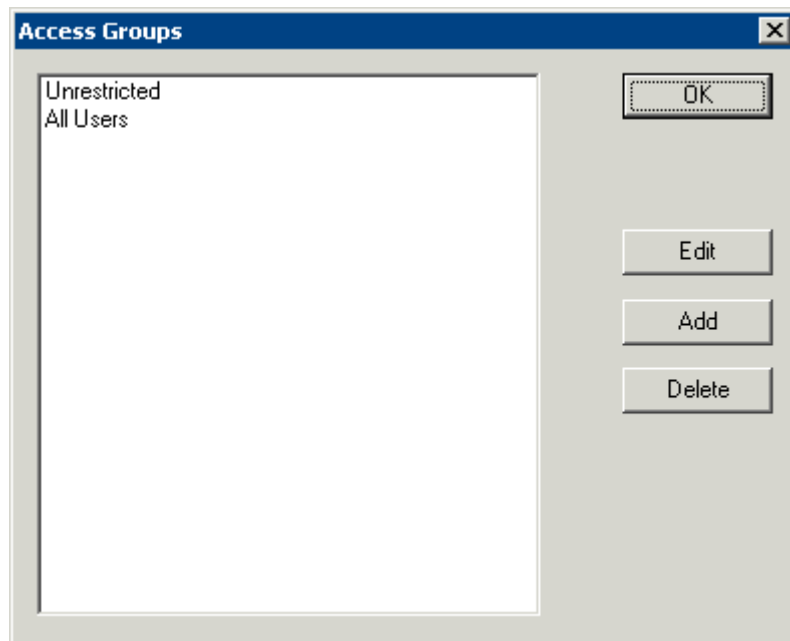 Access Groups
Unrestricted
All Users
OK
Edit
Add
Delete